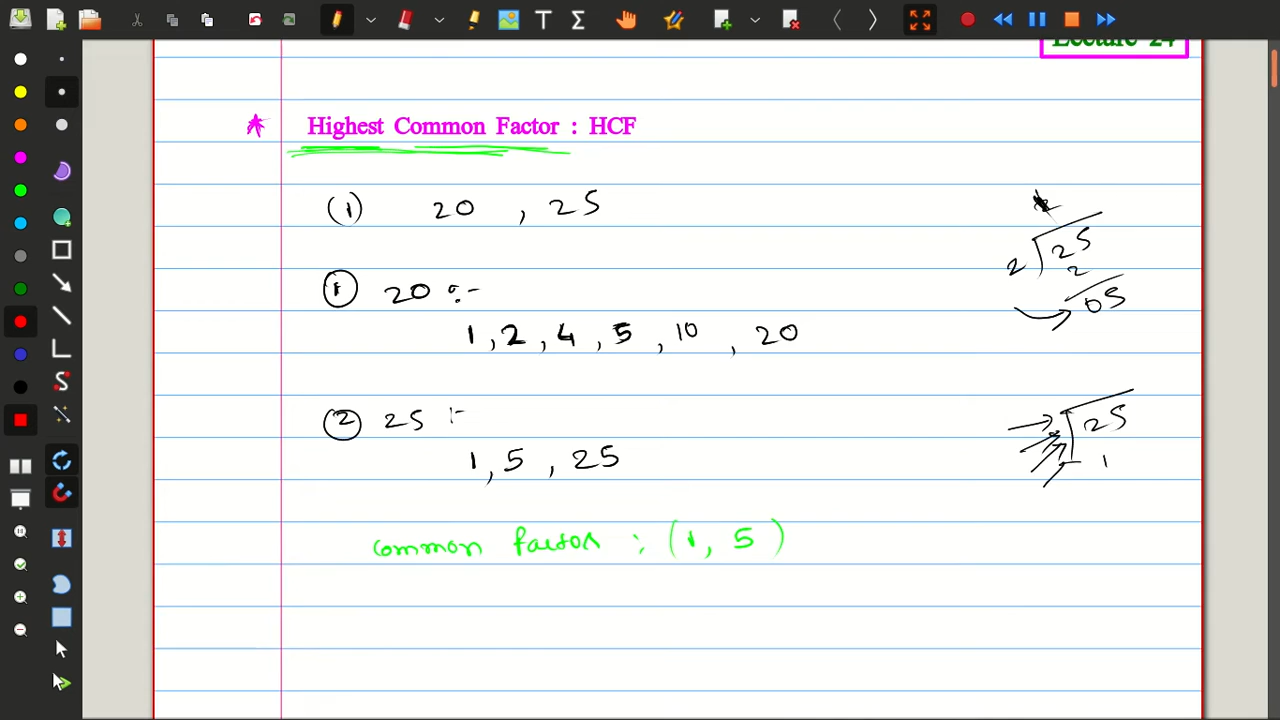 Lecture 24
Highest Common Factor : HCF
(1) 20 , 25
① 20 :-
1 , 2 , 4 , 5 , 10 , 20
② 25 :-
1 , 5 , 25
common factor : (1, 5)
2 25
2
05
25
1